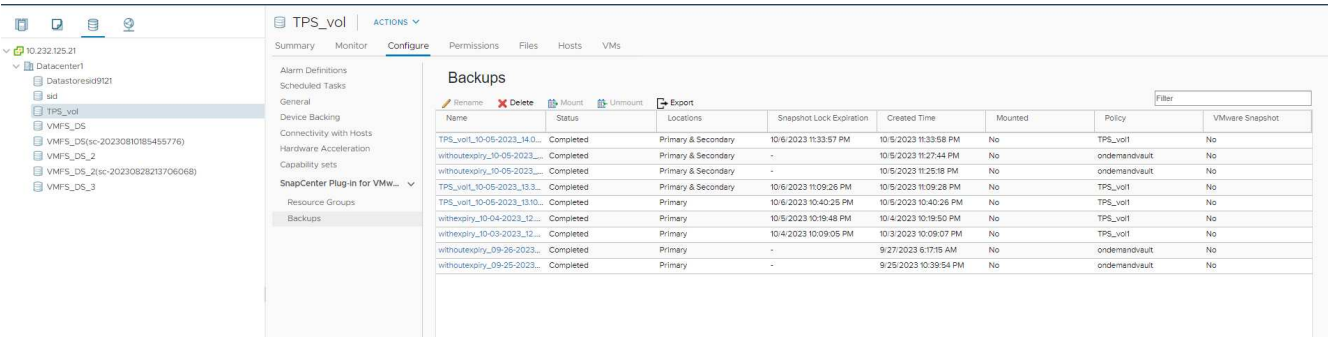 TPS_vol ACTIONS
Summary Monitor Configure Permissions Files Hosts VMs
10.232.125.21
Datacenter1
Datastoresid9121
sid
TPS_vol
VMFS_DS
VMFS_DS(sc-20230810185455776)
VMFS_DS_2
VMFS_DS_2(sc-20230828213706068)
VMFS_DS_3
Alarm Definitions
Scheduled Tasks
General
Device Backing
Connectivity with Hosts
Hardware Acceleration
Capability sets
SnapCenter Plug-in for VMw...
Resource Groups
Backups
Backups
Rename Delete Mount Unmount Export Filter
Name Status Locations Snapshot Lock Expiration Created Time Mounted Policy VMware Snapshot
TPS_vol1_10-05-2023_14.0... Completed Primary & Secondary 10/6/2023 11:33:57 PM 10/5/2023 11:33:58 PM No TPS_vol1 No
withoutexpiry_10-05-2023_... Completed Primary & Secondary - 10/5/2023 11:27:44 PM No ondemandvault No
withoutexpiry_10-05-2023_... Completed Primary & Secondary - 10/5/2023 11:25:18 PM No ondemandvault No
TPS_vol1_10-05-2023_13.3... Completed Primary & Secondary 10/6/2023 11:09:26 PM 10/5/2023 11:09:28 PM No TPS_vol1 No
TPS_vol1_10-05-2023_13.10... Completed Primary 10/6/2023 10:40:25 PM 10/5/2023 10:40:26 PM No TPS_vol1 No
withexpiry_10-04-2023_12.... Completed Primary 10/5/2023 10:19:48 PM 10/4/2023 10:19:50 PM No TPS_vol1 No
withexpiry_10-03-2023_12.... Completed Primary 10/4/2023 10:09:05 PM 10/3/2023 10:09:07 PM No TPS_vol1 No
withoutexpiry_09-26-2023... Completed Primary - 9/27/2023 6:17:15 AM No ondemandvault No
withoutexpiry_09-25-2023... Completed Primary - 9/25/2023 10:39:54 PM No ondemandvault No